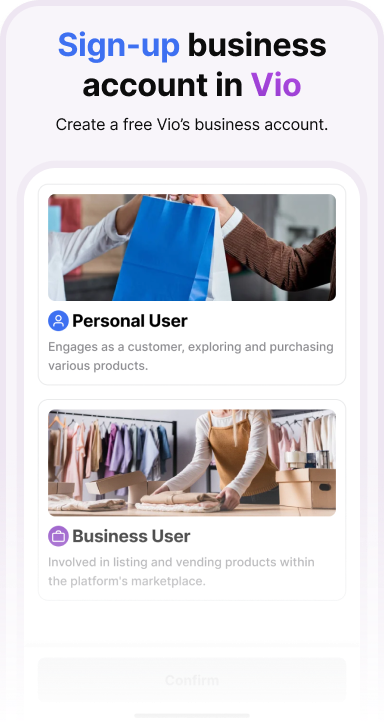 Sign-up business
account in Vio
Create a free Vio’s business account.
Personal User
Engages as a customer, exploring and purchasing
various products.
Business User
Involved in listing and vending products within
the platform's marketplace.
Confirm